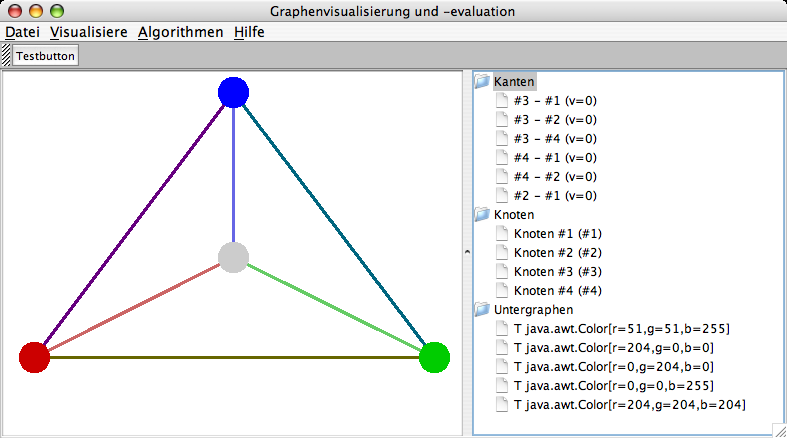 Graphenvisualisierung und -evaluation
Datei Visualisiere Algorithmen Hilfe
Testbutton
Kanten
#3 - #1 (v=0)
#3 - #2 (v=0)
#3 - #4 (v=0)
#4 - #1 (v=0)
#4 - #2 (v=0)
#2 - #1 (v=0)
Knoten
Knoten #1 (#1)
Knoten #2 (#2)
Knoten #3 (#3)
Knoten #4 (#4)
Untergraphen
T java.awt.Color[r=51,g=51,b=255]
T java.awt.Color[r=204,g=0,b=0]
T java.awt.Color[r=0,g=204,b=0]
T java.awt.Color[r=0,g=0,b=255]
T java.awt.Color[r=204,g=204,b=204]